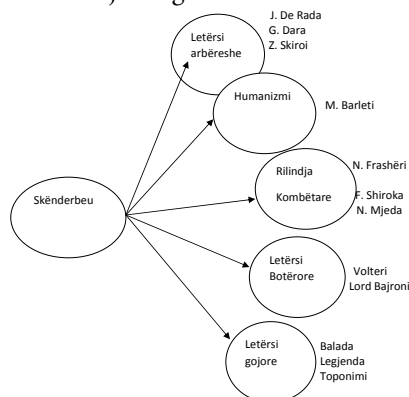 J. De Rada
G. Dara
Z. Skiroi
Letërsi
arbëreshe
Humanizmi
M. Barleti
Rilindja
Kombëtare
N. Frashëri
F. Shiroka
N. Mjeda
Skënderbeu
Letërsi
Botërore
Volteri
Lord Bajroni
Letërsi
gojore
Balada
Legjenda
Toponimi